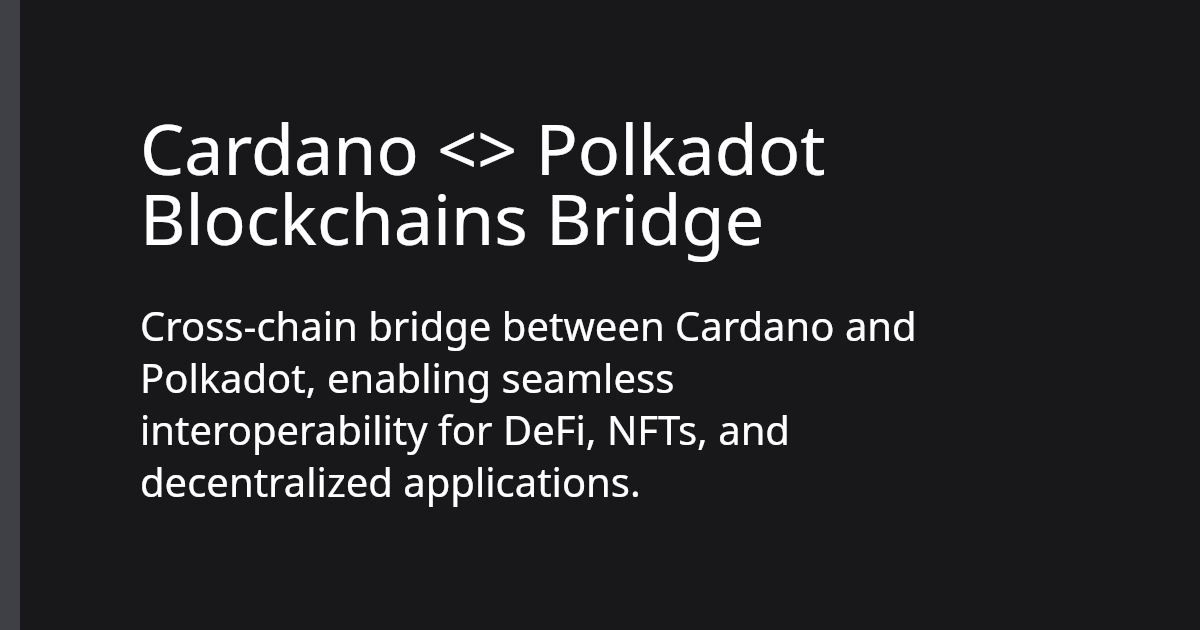 Cardano <> Polkadot
Blockchains Bridge
Cross-chain bridge between Cardano and
Polkadot, enabling seamless
interoperability for DeFi, NFTs, and
decentralized applications.